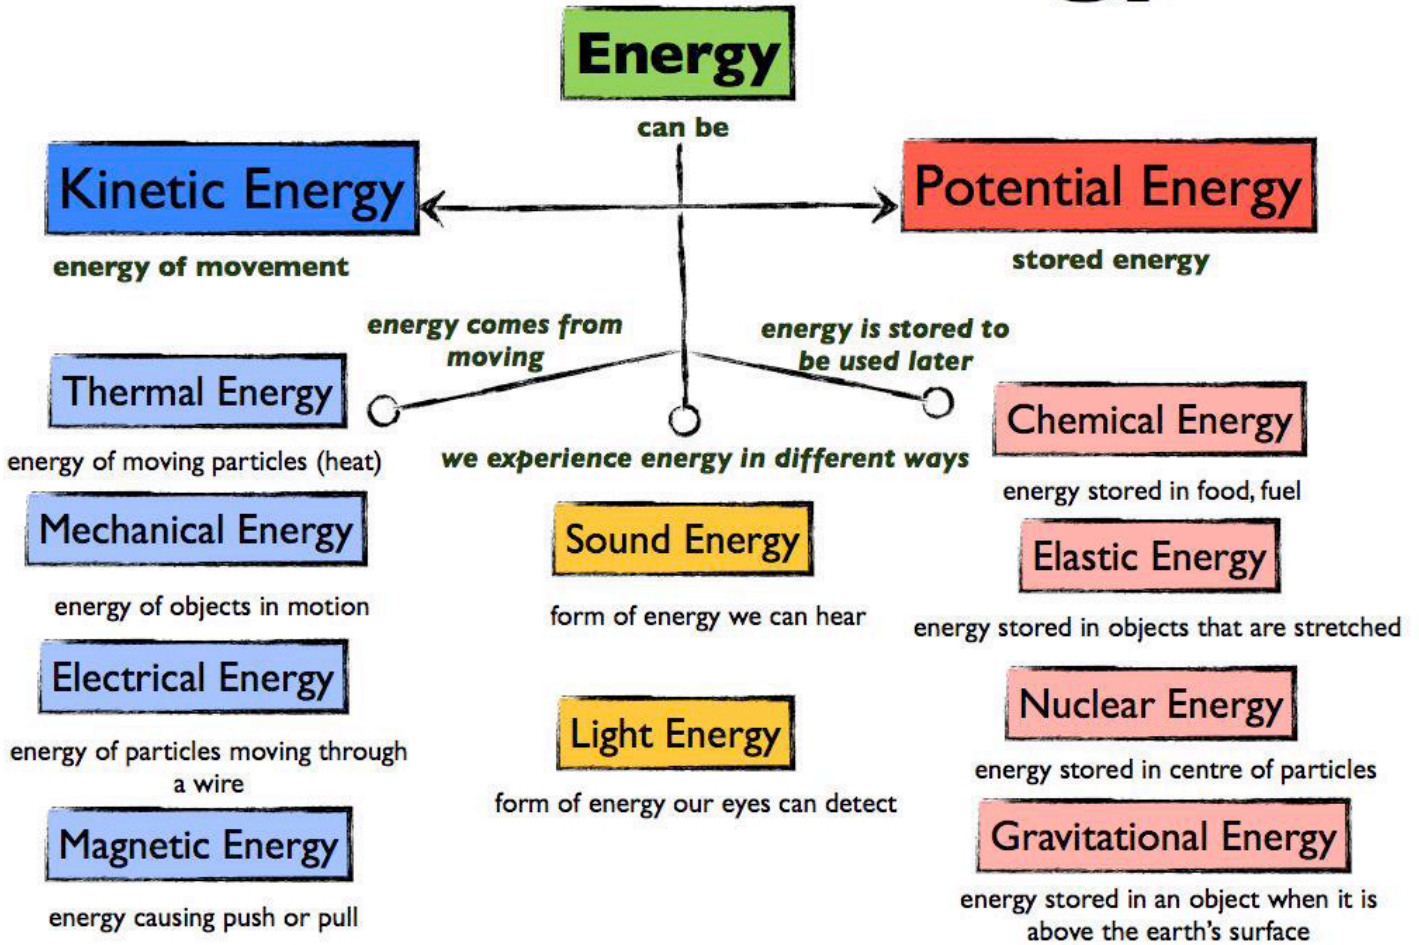 Energy
can be
Kinetic Energy
energy of movement
Potential Energy
stored energy
energy comes from
moving
energy is stored to
be used later
we experience energy in different ways
Thermal Energy
energy of moving particles (heat)
Mechanical Energy
energy of objects in motion
Electrical Energy
energy of particles moving through
a wire
Magnetic Energy
energy causing push or pull
Sound Energy
form of energy we can hear
Light Energy
form of energy our eyes can detect
Chemical Energy
energy stored in food, fuel
Elastic Energy
energy stored in objects that are stretched
Nuclear Energy
energy stored in centre of particles
Gravitational Energy
energy stored in an object when it is
above the earth's surface